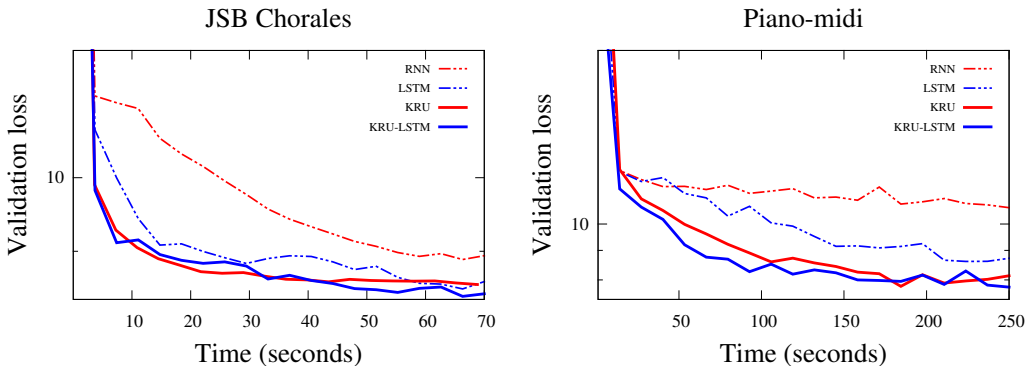 JSB Chorales
Validation loss
10
RNN
LSTM
KRU
KRU-LSTM
10 20 30 40 50 60 70
Time (seconds)
Piano-midi
Validation loss
10
RNN
LSTM
KRU
KRU-LSTM
50 100 150 200 250
Time (seconds)